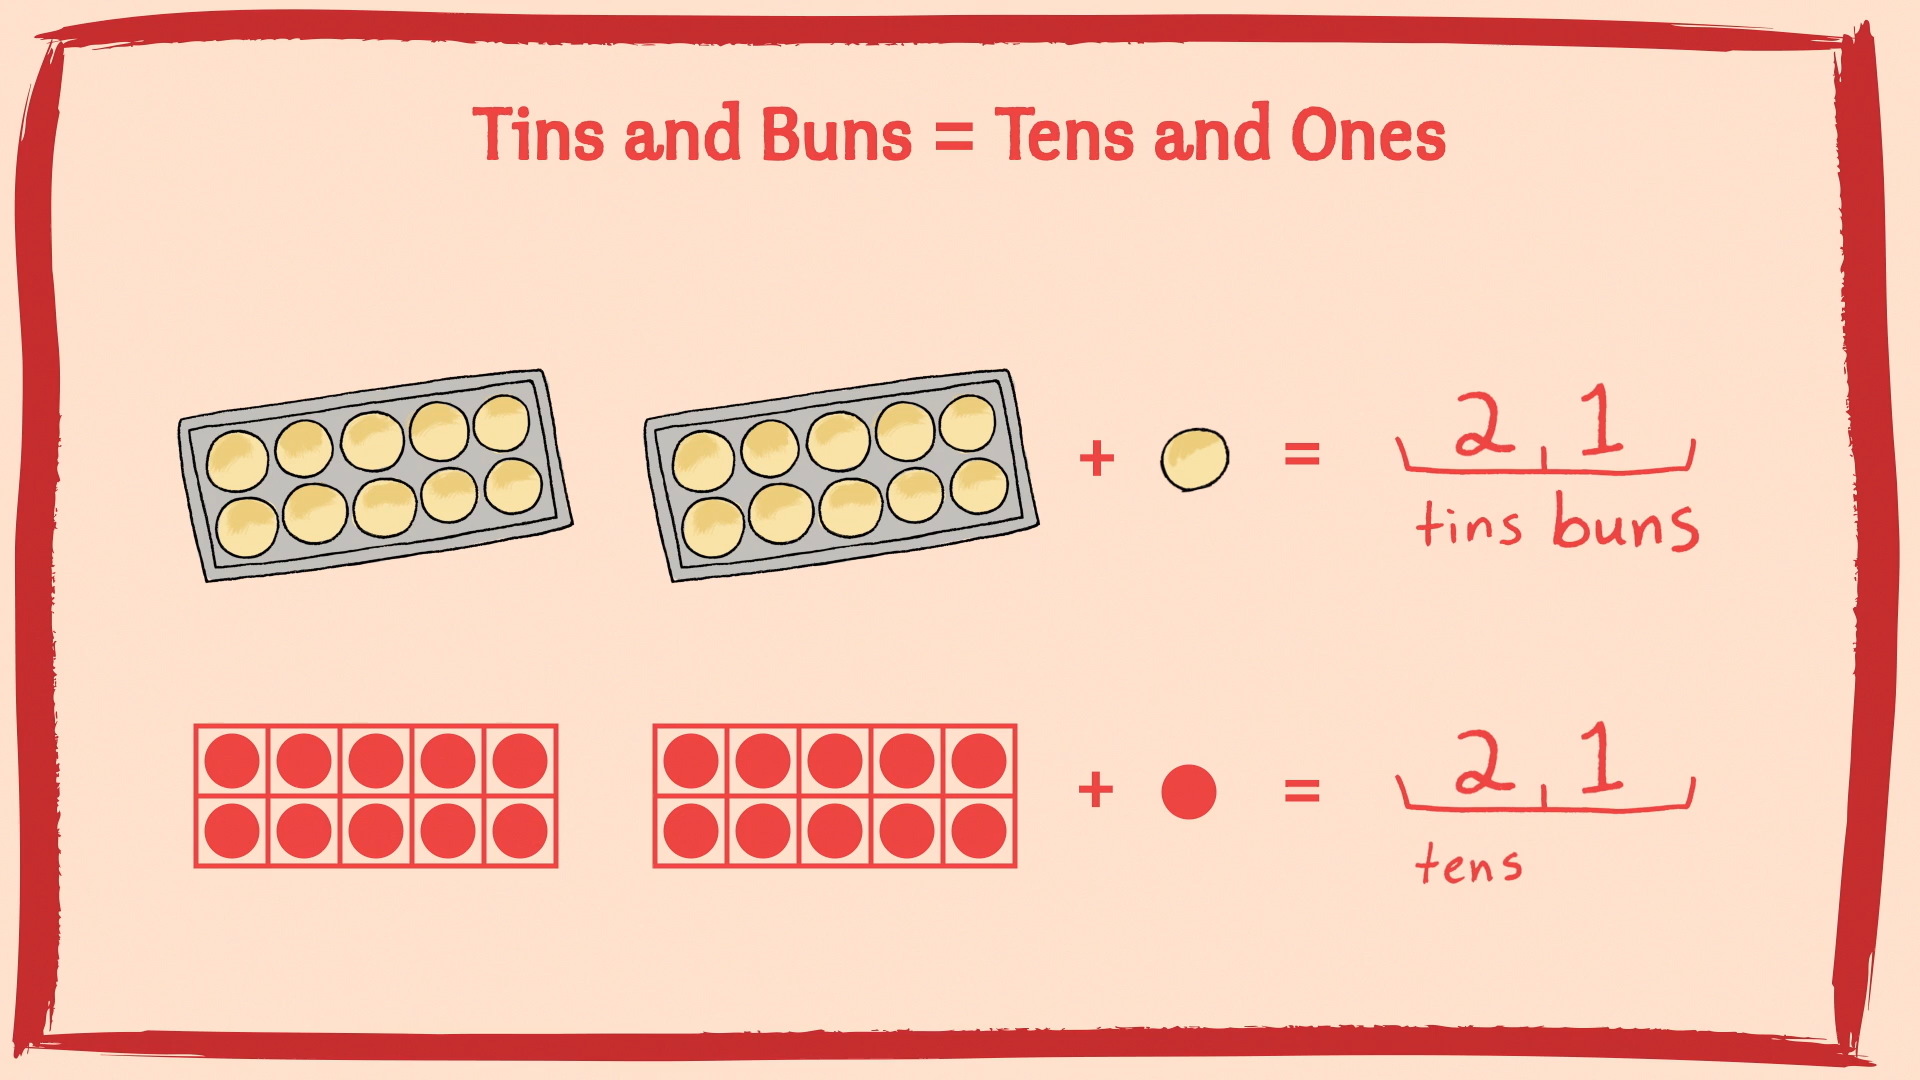 Tins and Buns = Tens and Ones
+ = 2 1
tins buns
+ = 2 1
tens